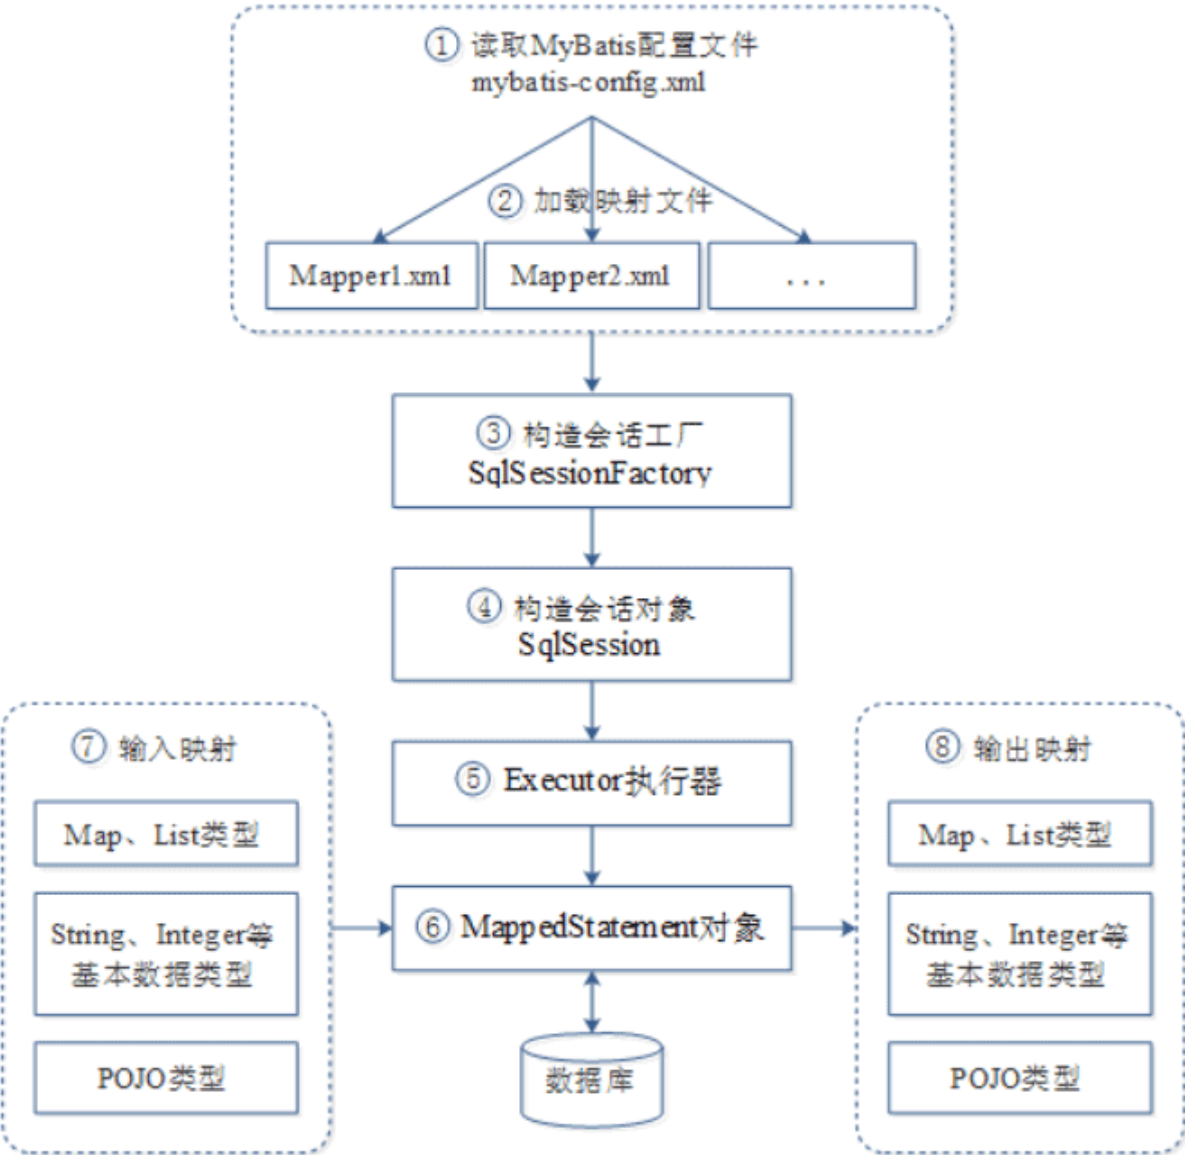 ① 读取MyBatis配置文件
mybatis-config.xml
② 加载映射文件
Mapper1.xml
Mapper2.xml
...
③ 构造会话工厂
SqlSessionFactory
④ 构造会话对象
SqlSession
⑤ Executor执行器
⑥ MappedStatement对象
数据库
⑦ 输入映射
Map、List类型
String、Integer等
基本数据类型
POJO类型
⑧ 输出映射
Map、List类型
String、Integer等
基本数据类型
POJO类型